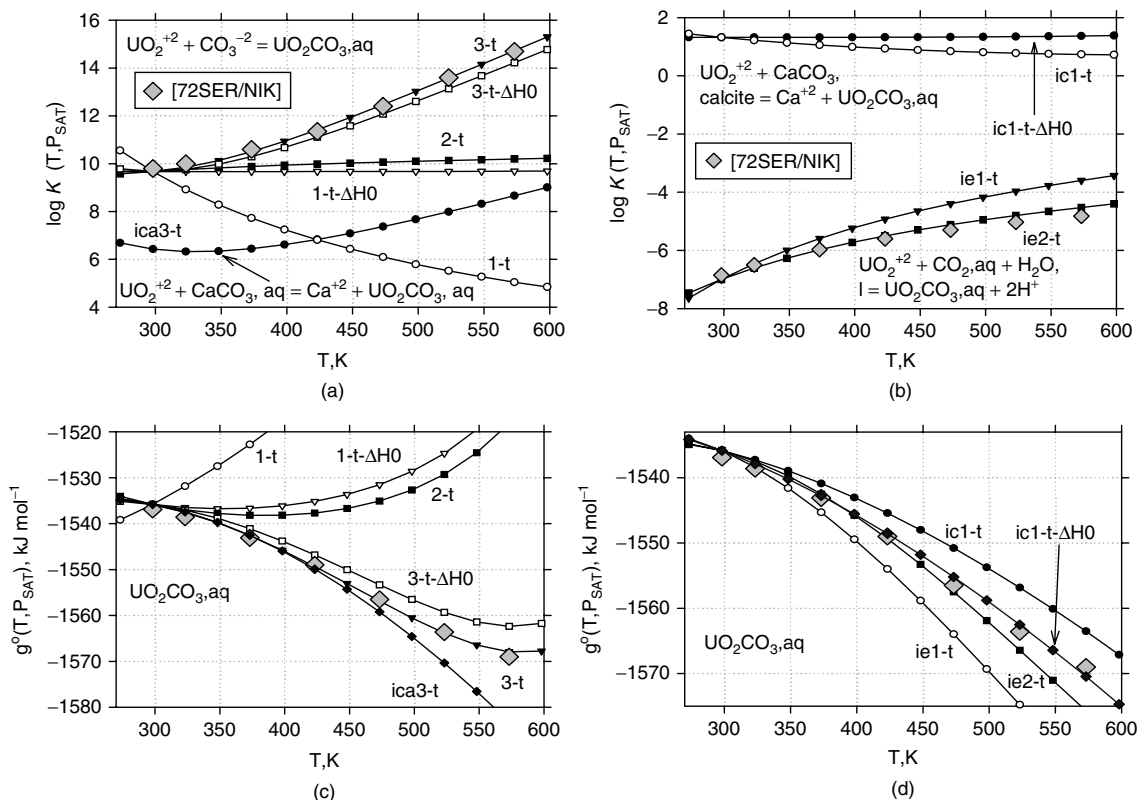 16
14
12
10
8
6
4
log K (T,P_SAT)
UO₂⁺² + CO₃⁻² = UO₂CO₃,aq
[72SER/NIK]
3-t
3-t-ΔH0
2-t
1-t-ΔH0
ica3-t
1-t
UO₂⁺² + CaCO₃, aq = Ca⁺² + UO₂CO₃, aq
300 350 400 450 500 550 600
T,K
(a)
2
0
−2
−4
−6
−8
log K (T,P_SAT)
ic1-t
UO₂⁺² + CaCO₃,
calcite = Ca⁺² + UO₂CO₃,aq
ic1-t-ΔH0
[72SER/NIK]
ie1-t
ie2-t
UO₂⁺² + CO₂,aq + H₂O,
l = UO₂CO₃,aq + 2H⁺
300 350 400 450 500 550 600
T,K
(b)
−1520
−1530
−1540
−1550
−1560
−1570
−1580
g°(T,P_SAT), kJ mol⁻¹
1-t
1-t-ΔH0
2-t
3-t-ΔH0
UO₂CO₃,aq
ica3-t
3-t
300 350 400 450 500 550 600
T,K
(c)
−1540
−1550
−1560
−1570
g°(T,P_SAT), kJ mol⁻¹
ic1-t
ic1-t-ΔH0
UO₂CO₃,aq
ie1-t
ie2-t
300 350 400 450 500 550 600
T,K
(d)